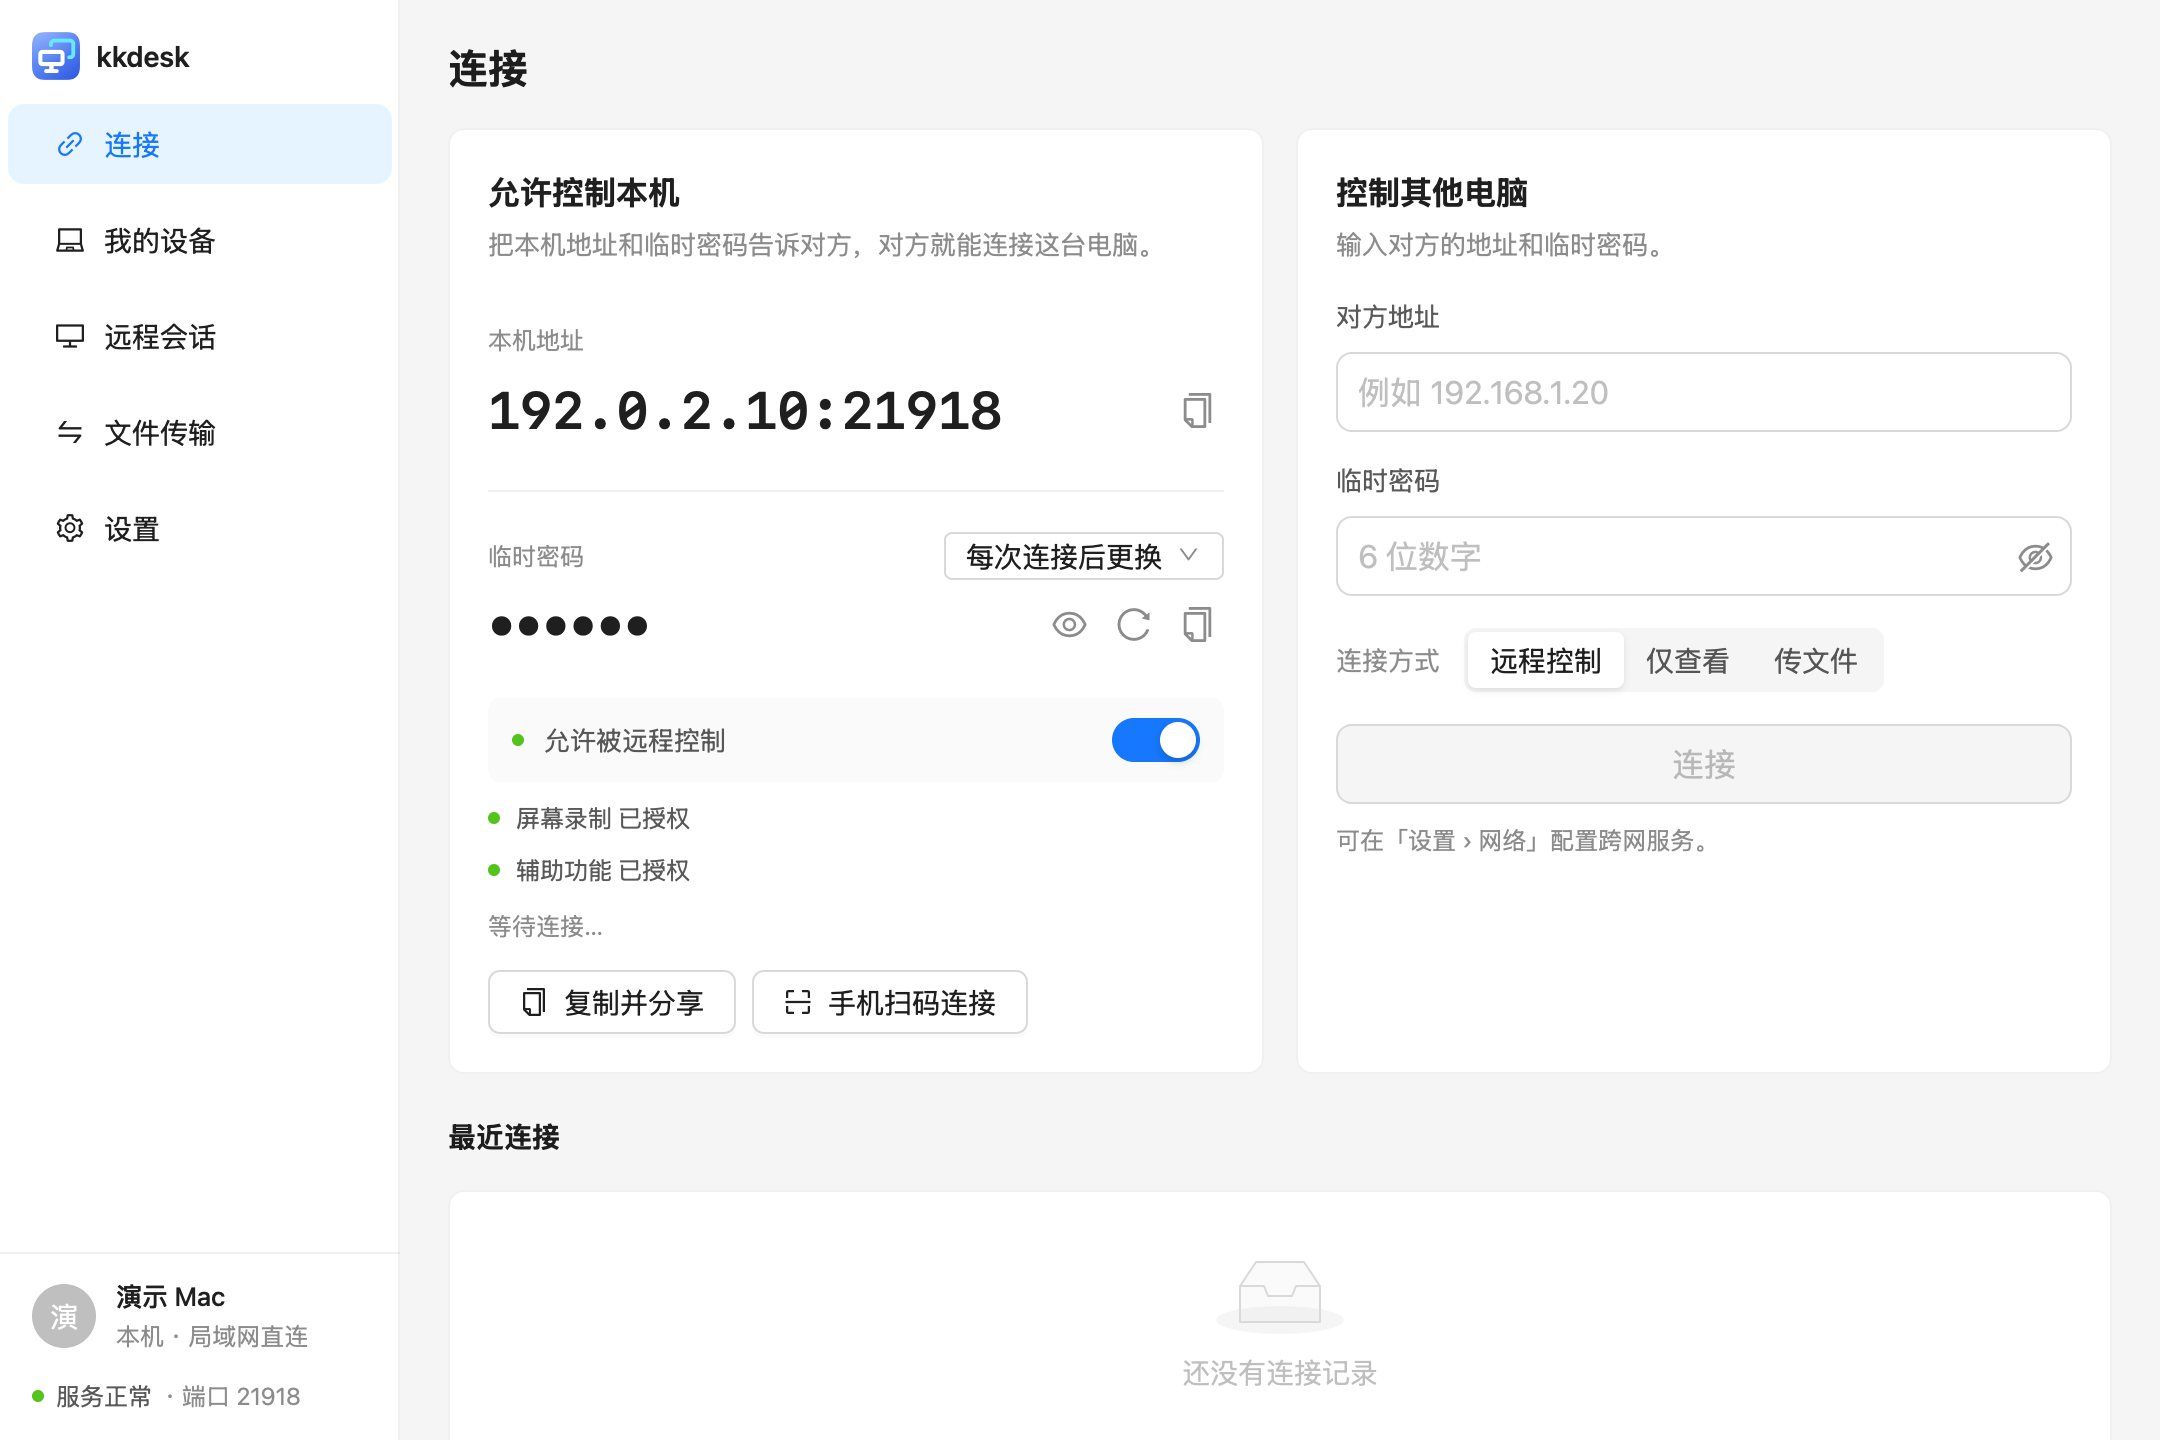 kkdesk
连接
我的设备
远程会话
文件传输
设置
演
演示 Mac
本机 · 局域网直连
服务正常 · 端口 21918
连接
允许控制本机
把本机地址和临时密码告诉对方，对方就能连接这台电脑。
本机地址
192.0.2.10:21918
临时密码
每次连接后更换
●●●●●●
允许被远程控制
屏幕录制 已授权
辅助功能 已授权
等待连接...
复制并分享
手机扫码连接
控制其他电脑
输入对方的地址和临时密码。
对方地址
例如 192.168.1.20
临时密码
6 位数字
连接方式
远程控制
仅查看
传文件
连接
可在「设置 › 网络」配置跨网服务。
最近连接
还没有连接记录